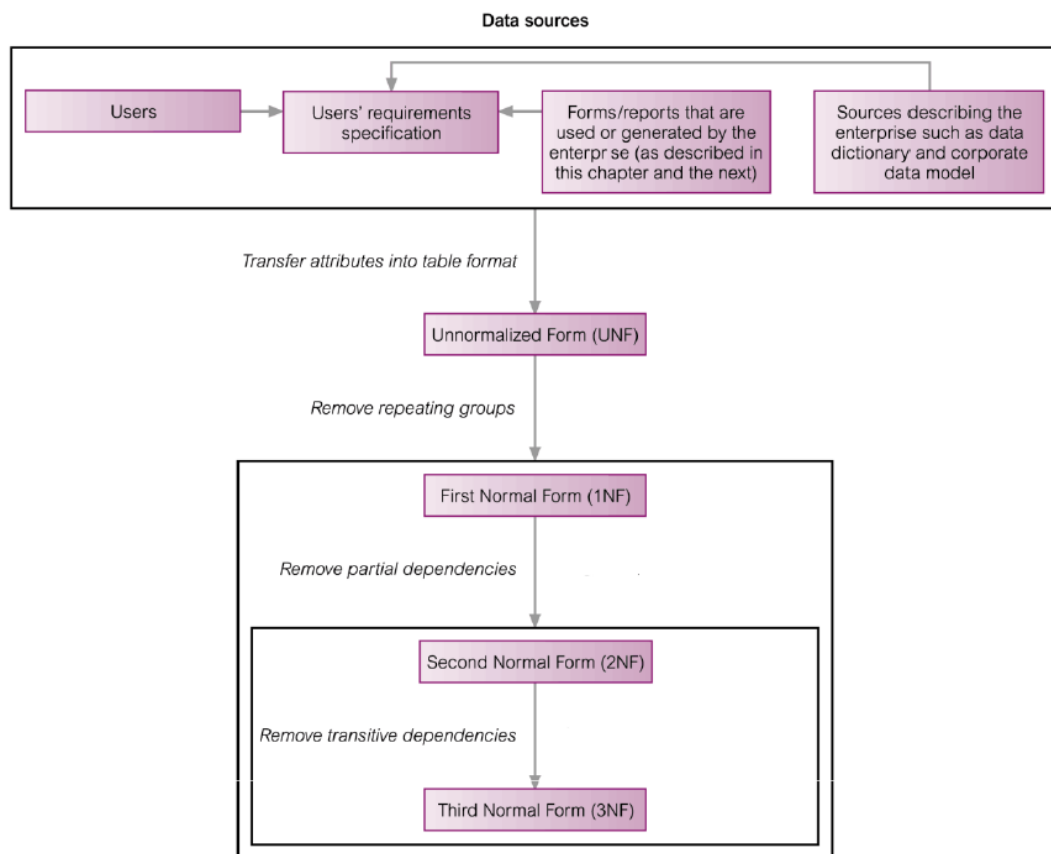 Data sources
Users
Users' requirements
specification
Forms/reports that are
used or generated by the
enterpr se (as described in
this chapter and the next)
Sources describing the
enterprise such as data
dictionary and corporate
data model
Transfer attributes into table format
Unnormalized Form (UNF)
Remove repeating groups
First Normal Form (1NF)
Remove partial dependencies
Second Normal Form (2NF)
Remove transitive dependencies
Third Normal Form (3NF)